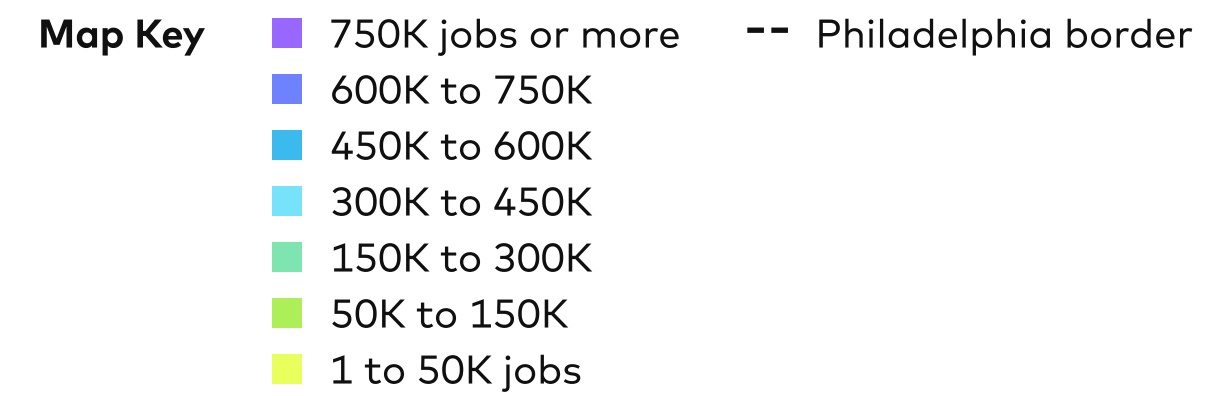 Map Key
750K jobs or more
600K to 750K
450K to 600K
300K to 450K
150K to 300K
50K to 150K
1 to 50K jobs
Philadelphia border